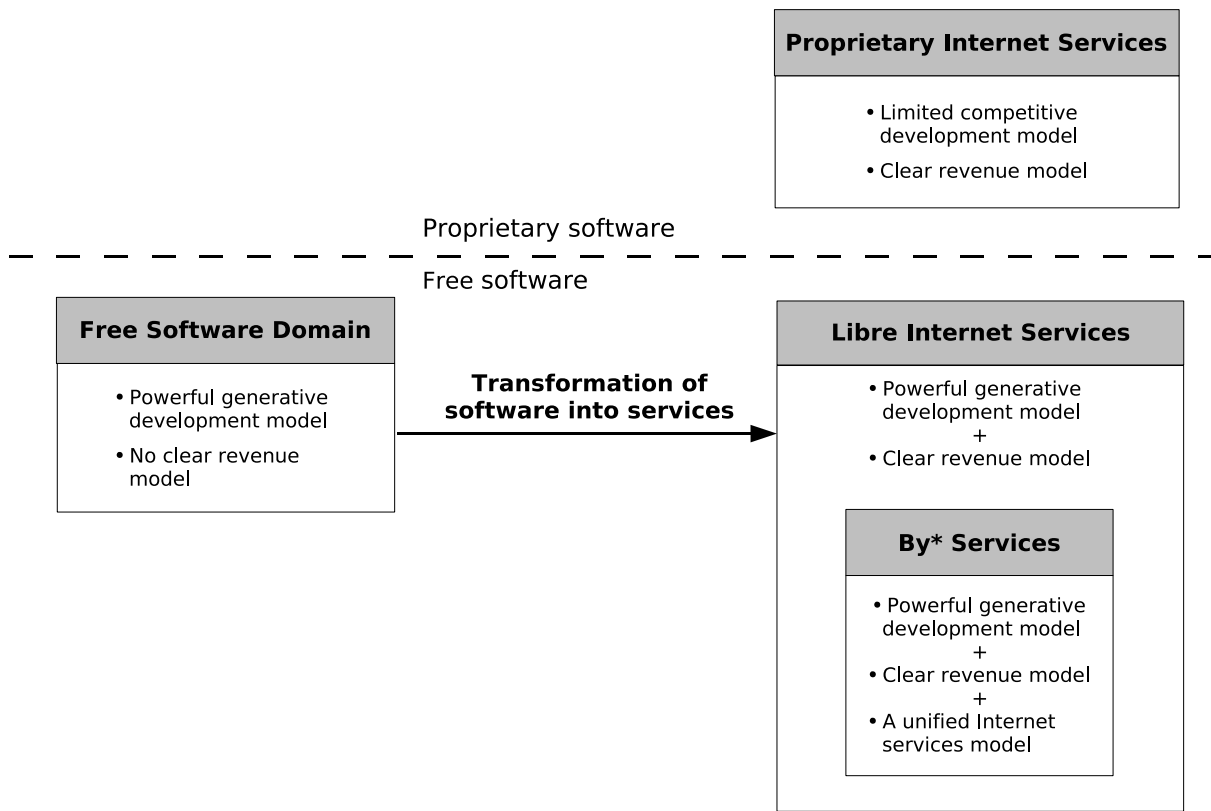 Proprietary Internet Services
• Limited competitive
development model
• Clear revenue model
Proprietary software
Free software
Free Software Domain
• Powerful generative
development model
• No clear revenue
model
Transformation of
software into services
Libre Internet Services
• Powerful generative
development model
+
• Clear revenue model
By* Services
• Powerful generative
development model
+
• Clear revenue model
+
• A unified Internet
services model